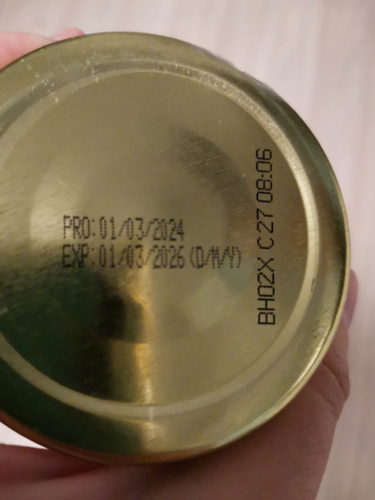 PRO:01/03/2024
EXP:01/03/2026 (D/M/Y)
BH02X C27 08:06